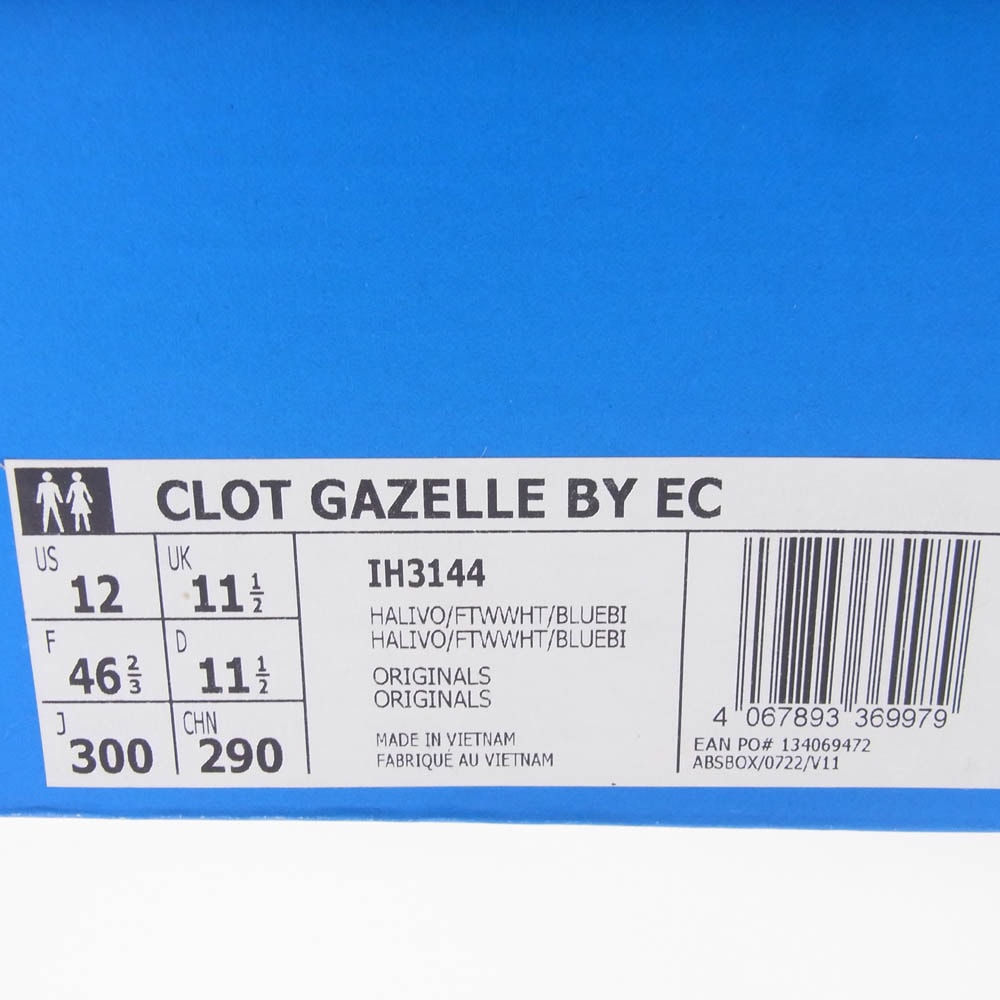 CLOT GAZELLE BY EC
US 12
UK 11 1/2
F 46 2/3
D 11 1/2
J 300
CHN 290
IH3144
HALIVO/FTWWHT/BLUEBI
HALIVO/FTWWHT/BLUEBI
ORIGINALS
ORIGINALS
MADE IN VIETNAM
FABRIQUÉ AU VIETNAM
4 067893 369979
EAN PO# 134069472
ABSBOX/0722/V11